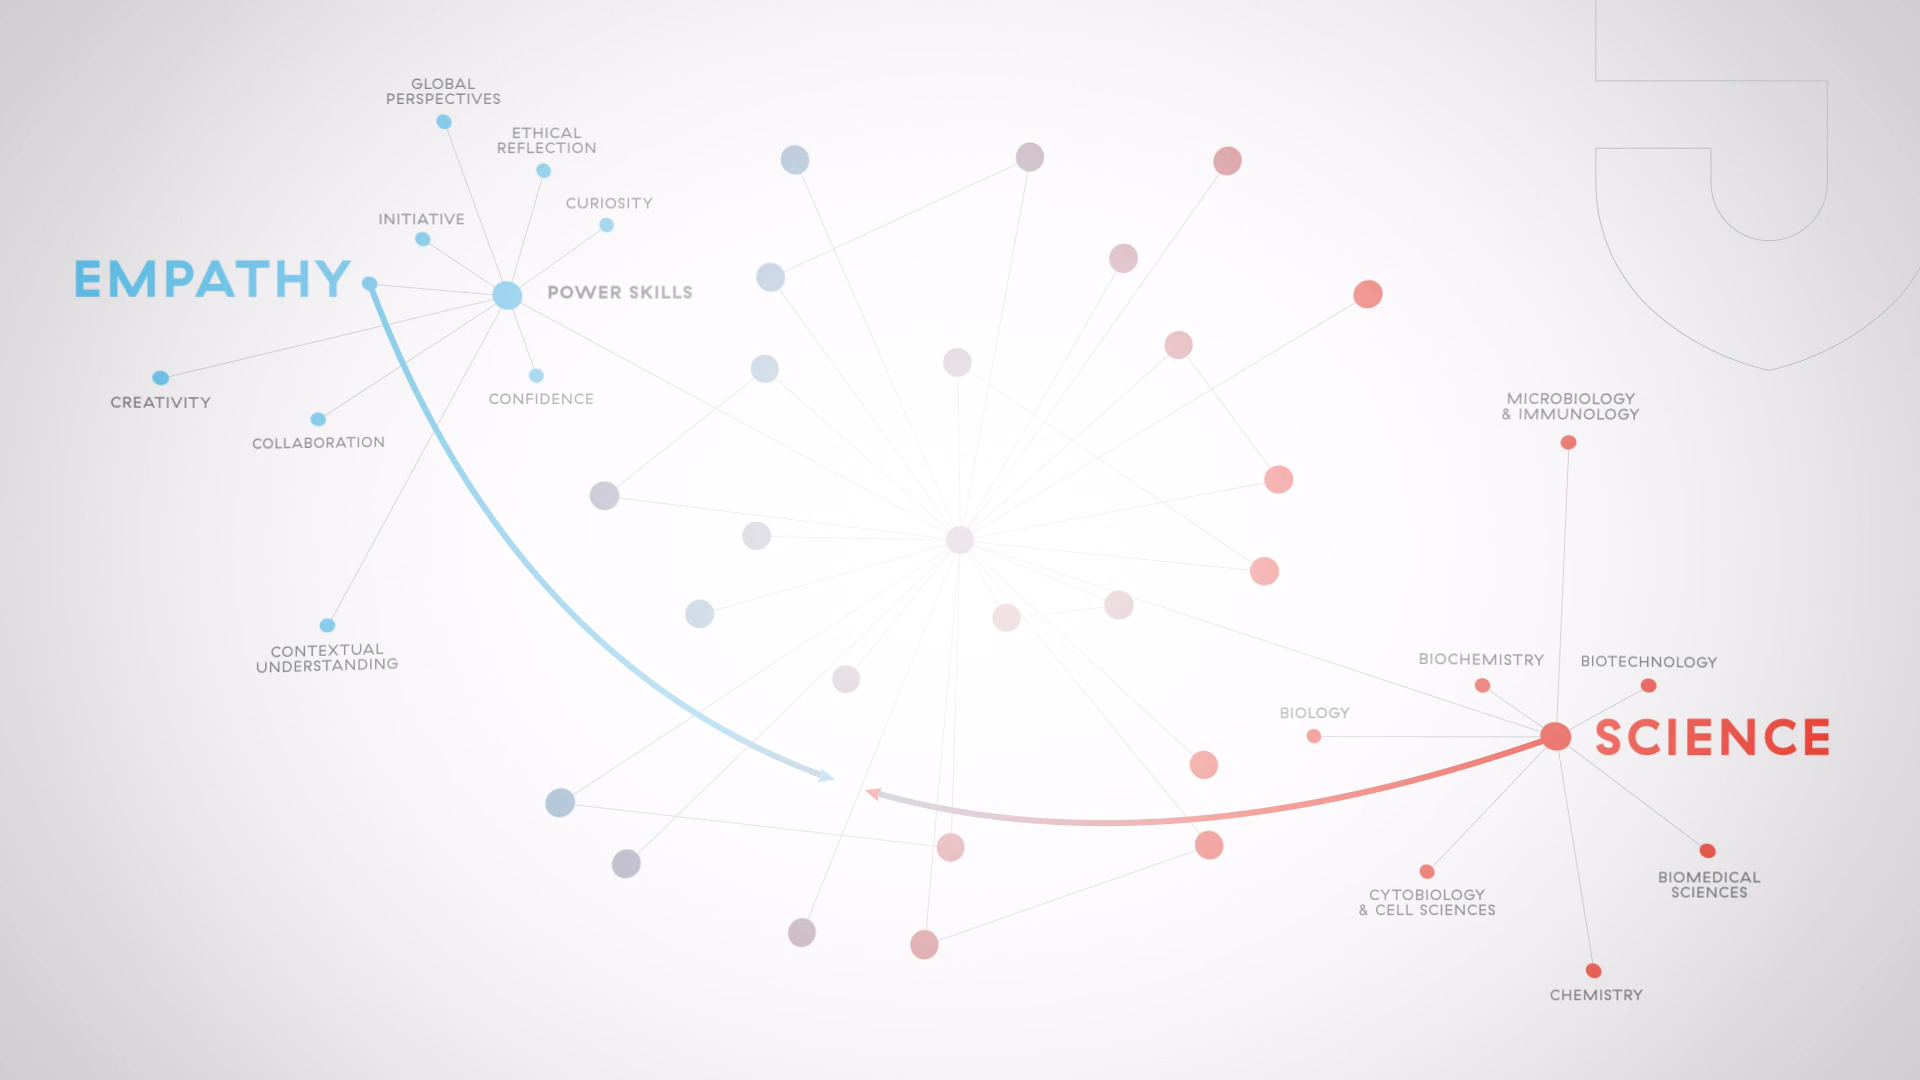 GLOBAL
PERSPECTIVES
ETHICAL
REFLECTION
CURIOSITY
INITIATIVE
EMPATHY
POWER SKILLS
CREATIVITY
CONFIDENCE
COLLABORATION
CONTEXTUAL
UNDERSTANDING
MICROBIOLOGY
& IMMUNOLOGY
BIOCHEMISTRY
BIOTECHNOLOGY
BIOLOGY
SCIENCE
CYTOBIOLOGY
& CELL SCIENCES
BIOMEDICAL
SCIENCES
CHEMISTRY